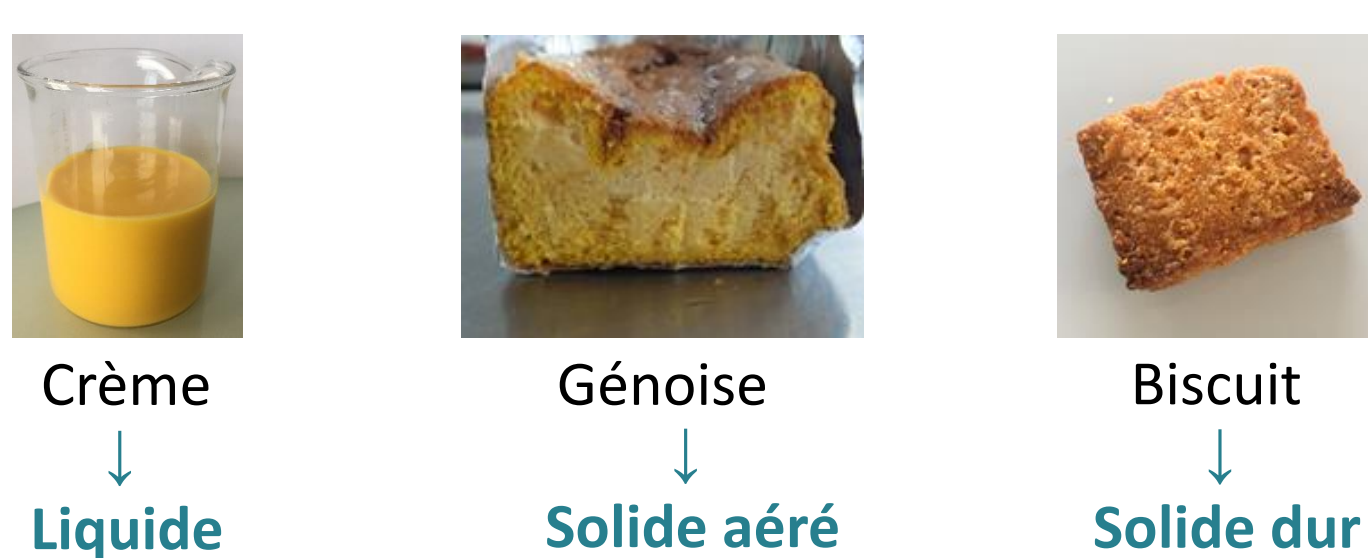 Crème
Génoise
Biscuit
↓
↓
↓
Liquide
Solide aéré
Solide dur